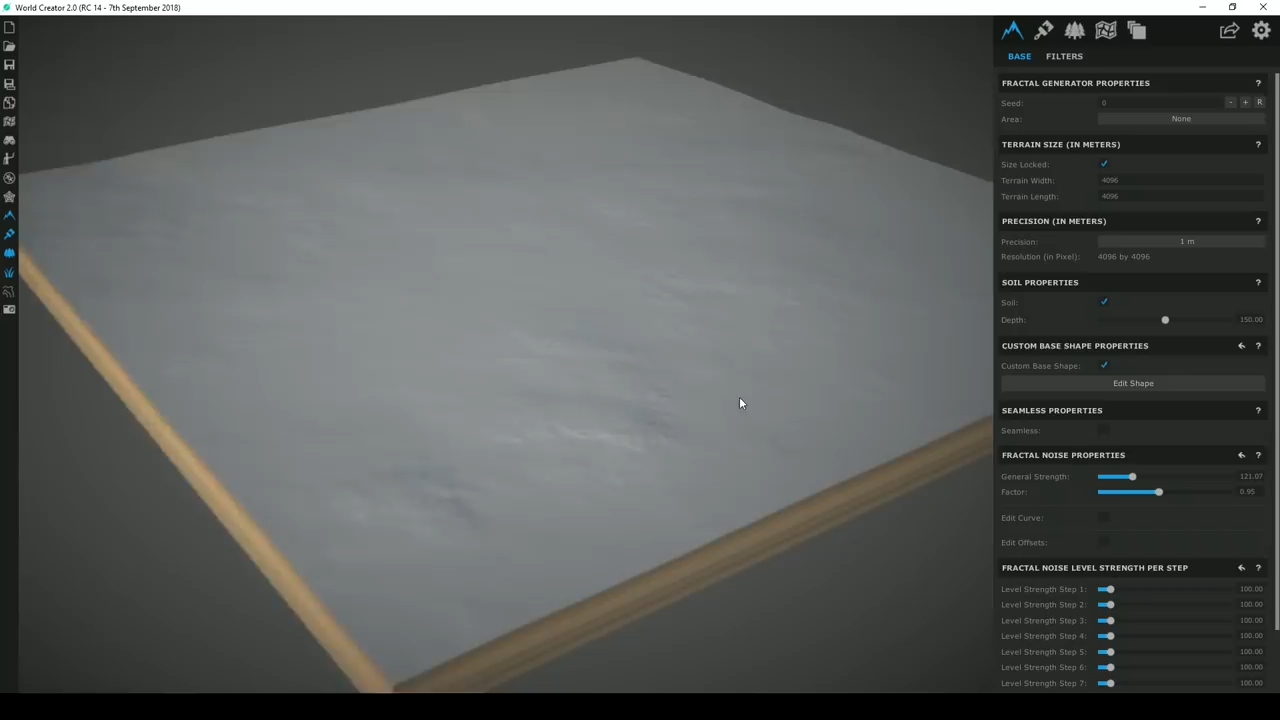 World Creator 2.0 (RC 14 - 7th September 2018)
BASE FILTERS
FRACTAL GENERATOR PROPERTIES ?
Seed: 0 - + R
Area: None
TERRAIN SIZE (IN METERS) ?
Size Locked:
Terrain Width: 4096
Terrain Length: 4096
PRECISION (IN METERS) ?
Precision: 1 m
Resolution (in Pixel): 4096 by 4096
SOIL PROPERTIES ?
Soil:
Depth: 150.00
CUSTOM BASE SHAPE PROPERTIES ?
Custom Base Shape:
Edit Shape
SEAMLESS PROPERTIES ?
Seamless:
FRACTAL NOISE PROPERTIES ?
General Strength: 121.07
Factor: 0.95
Edit Curve:
Edit Offsets:
FRACTAL NOISE LEVEL STRENGTH PER STEP ?
Level Strength Step 1: 100.00
Level Strength Step 2: 100.00
Level Strength Step 3: 100.00
Level Strength Step 4: 100.00
Level Strength Step 5: 100.00
Level Strength Step 6: 100.00
Level Strength Step 7: 100.00